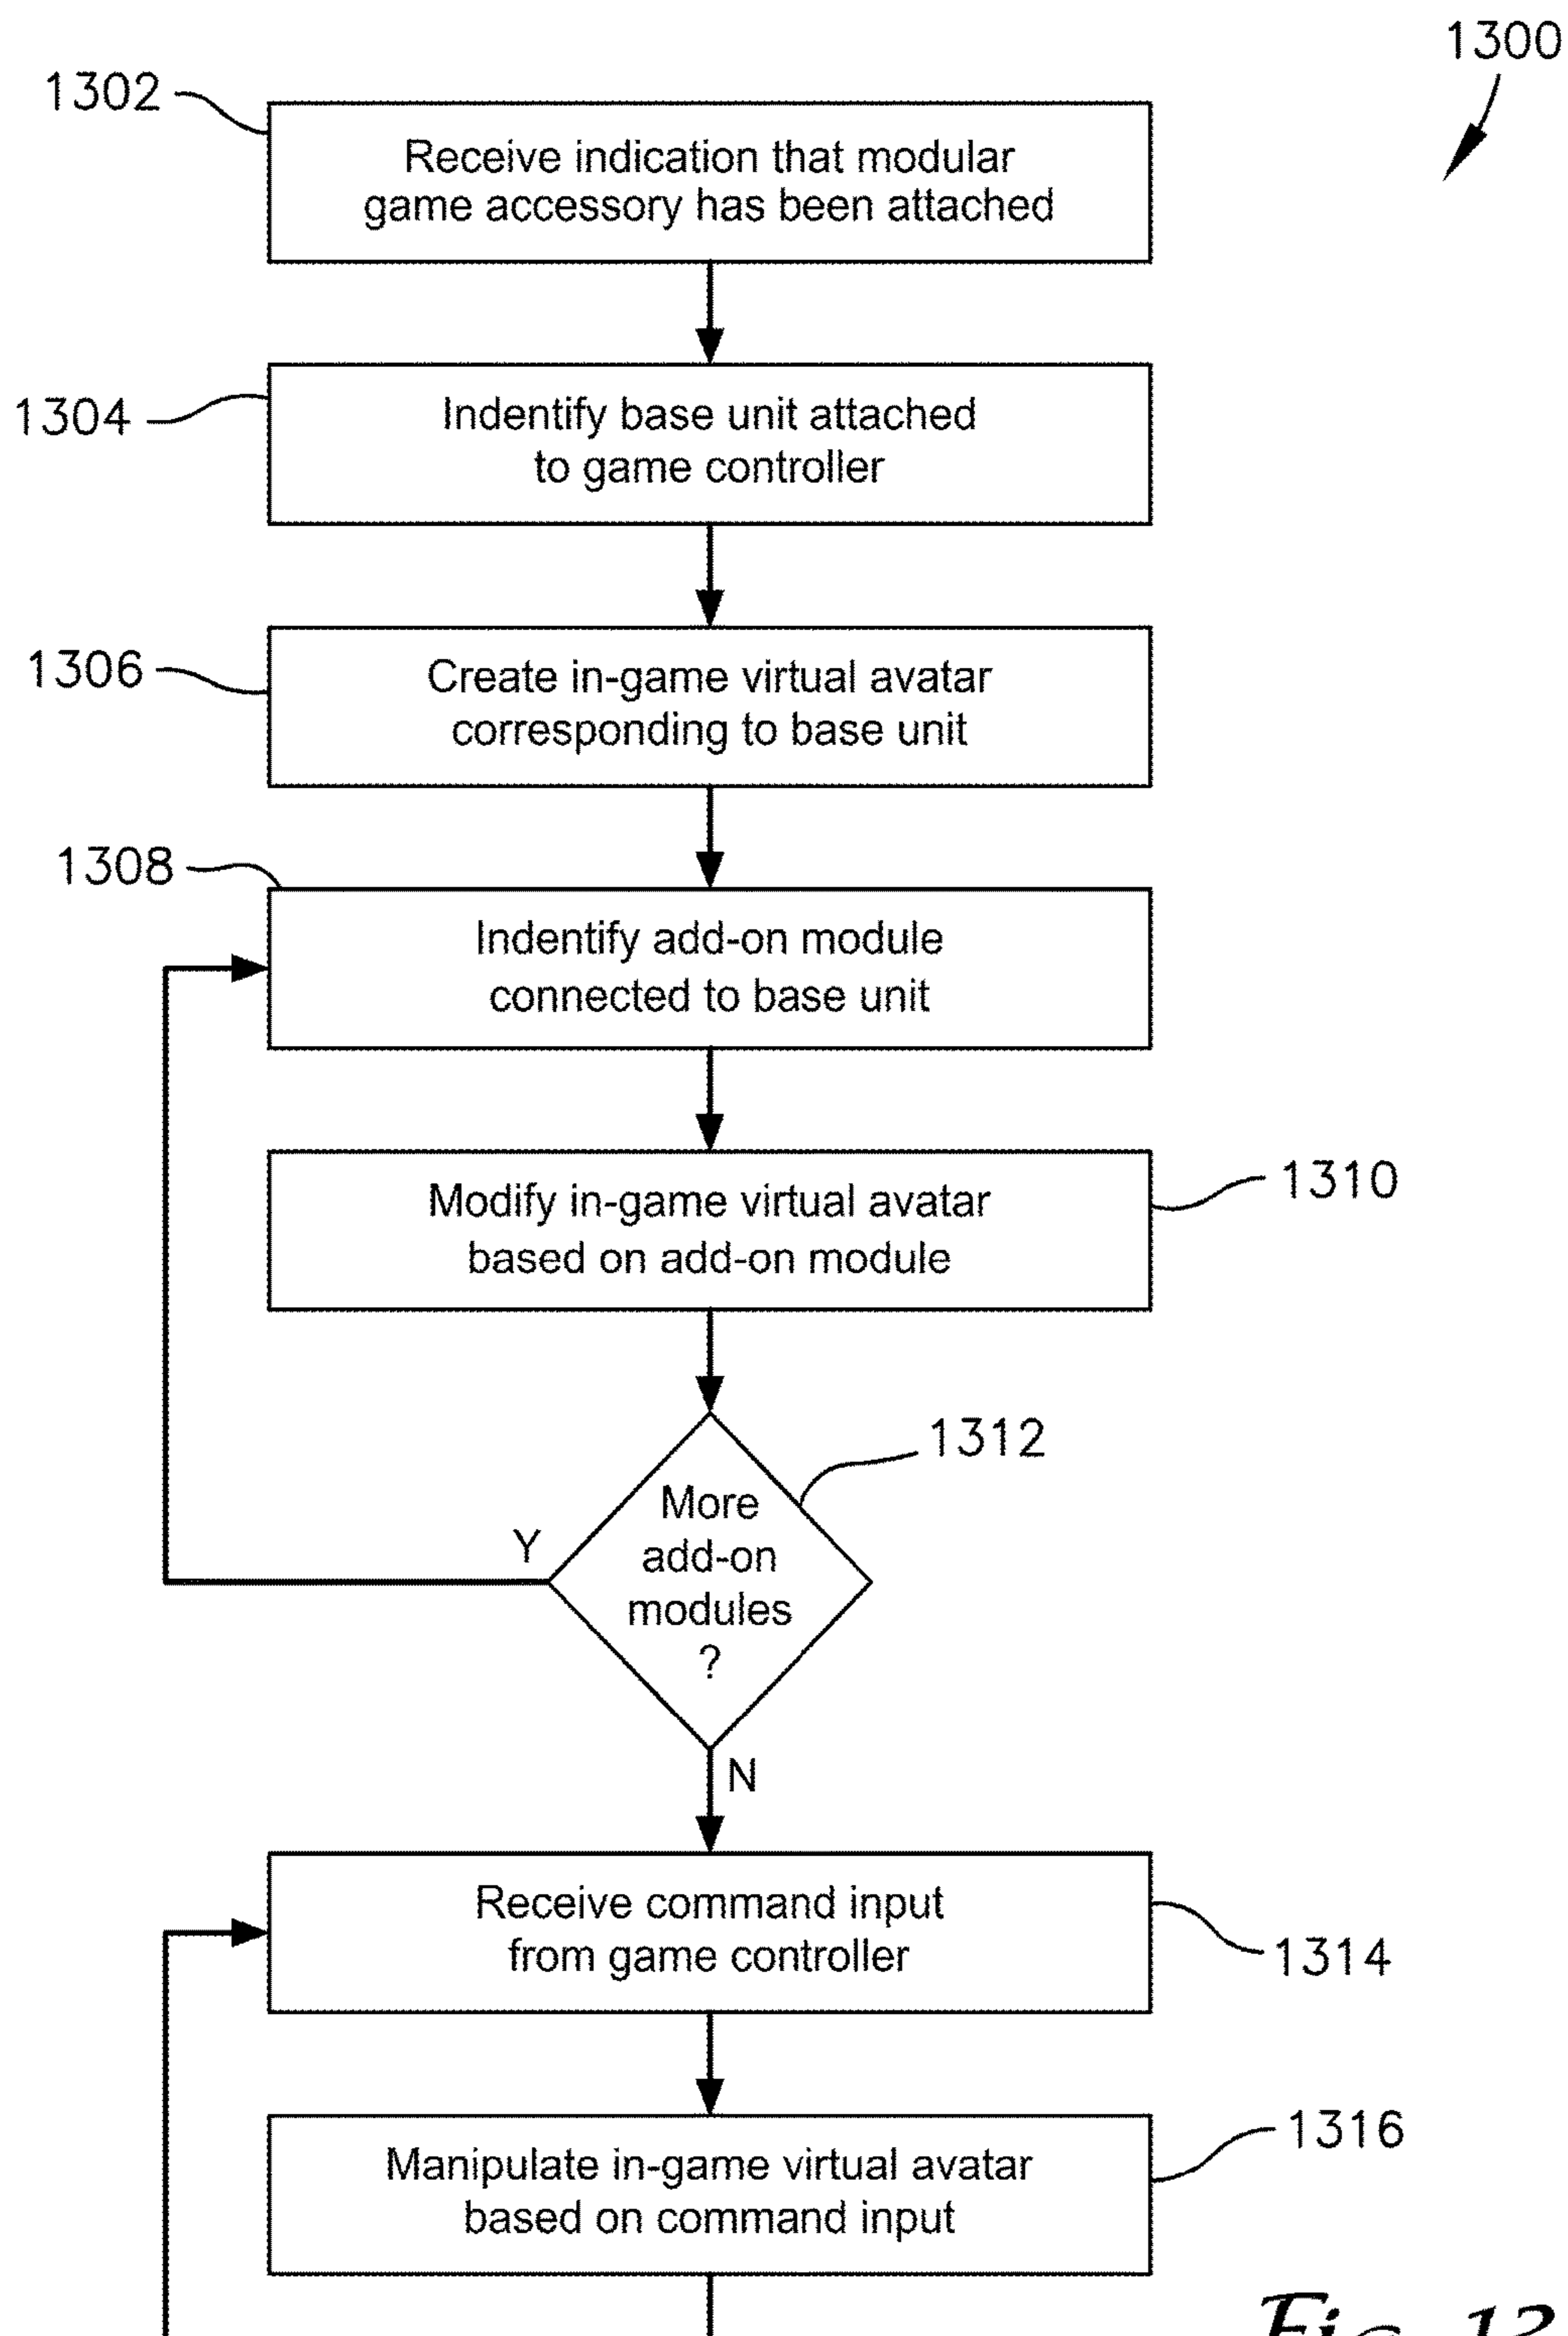 1300
1302
Receive indication that modular
game accessory has been attached
1304
Indentify base unit attached
to game controller
1306
Create in-game virtual avatar
corresponding to base unit
1308
Indentify add-on module
connected to base unit
Modify in-game virtual avatar
based on add-on module
1310
1312
More
add-on
modules
?
Y
N
Receive command input
from game controller
1314
Manipulate in-game virtual avatar
based on command input
1316
Fig. 13